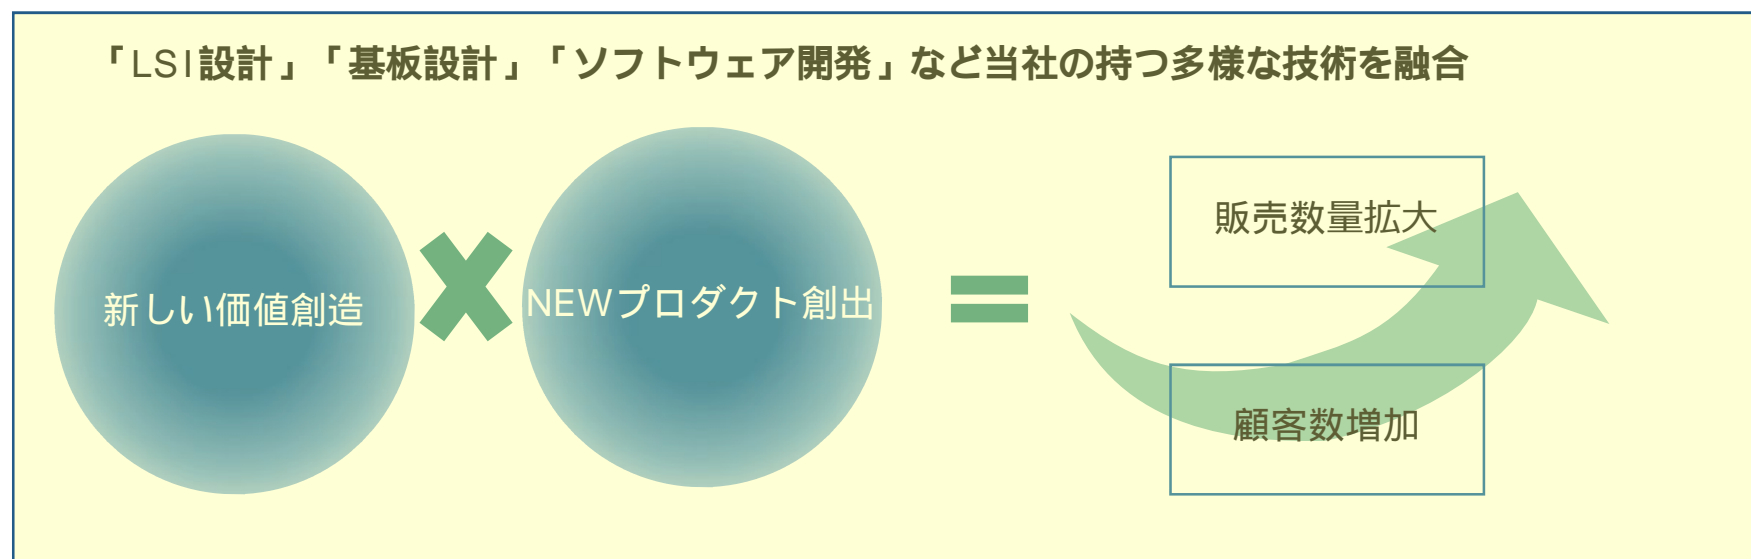 「LSI設計」「基板設計」「ソフトウェア開発」など当社の持つ多様な技術を融合
新しい価値創造
NEWプロダクト創出
販売数量拡大
顧客数増加